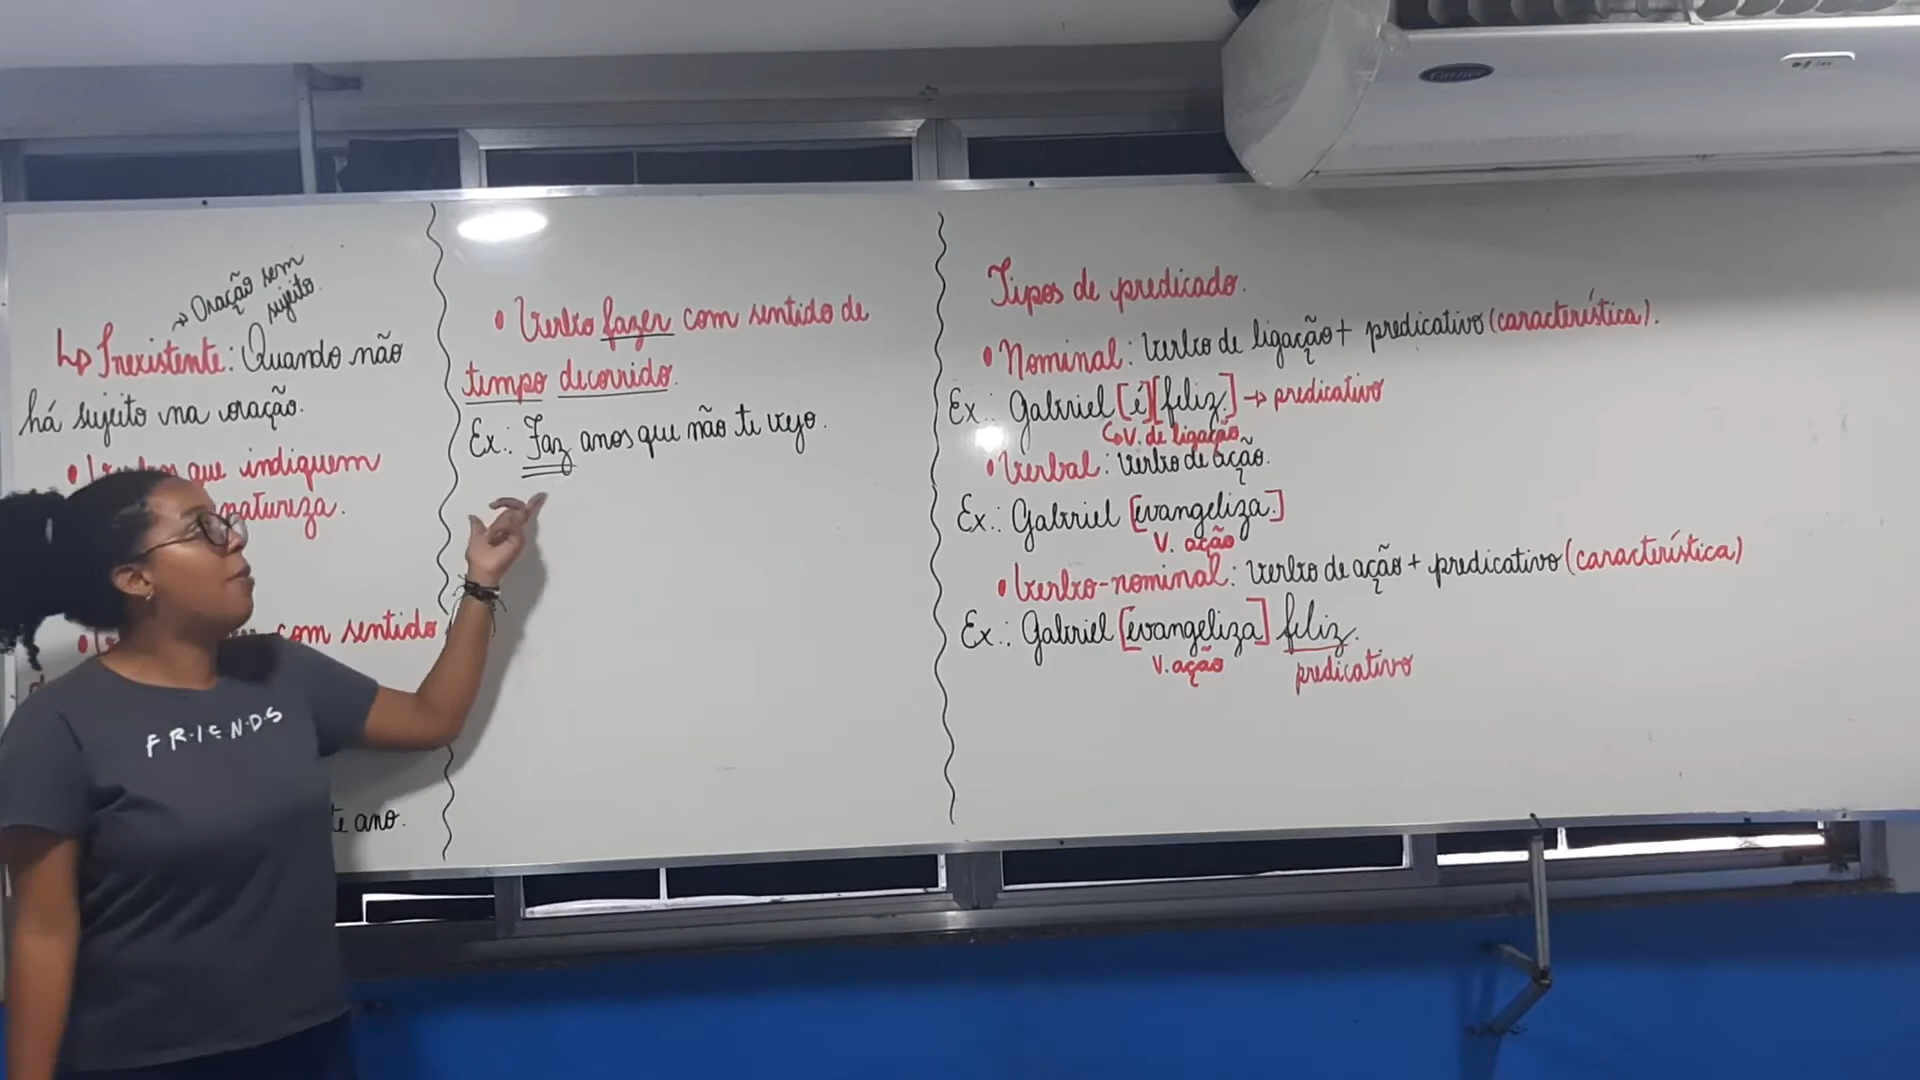 → Oração sem
sujeito.
↳ Inexistente: Quando não
há sujeito na oração.
• que indiquem
natureza.
com sentido
te ano.
• Verbo fazer com sentido de
tempo decorrido.
Ex.: Faz anos que não te vejo.
Tipos de predicado.
• Nominal: Verbo de ligação + predicativo (característica).
Ex.: Gabriel [é][feliz.] → predicativo
V. de ligação
• Verbal: Verbo de ação.
Ex.: Gabriel [evangeliza.]
V. ação
• Verbo-nominal: Verbo de ação + predicativo (característica)
Ex.: Gabriel [evangeliza] feliz.
V. ação predicativo
F·R·I·E·N·D·S
Carrier